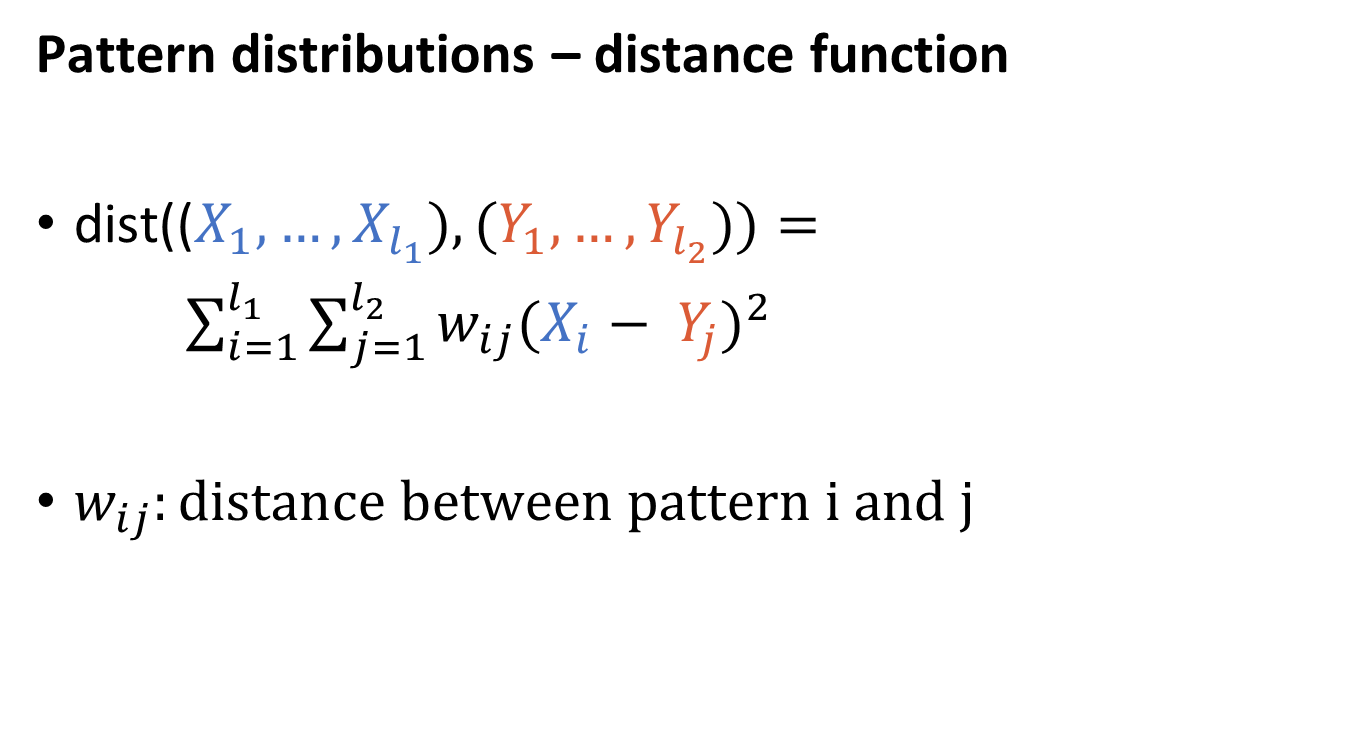 Pattern distributions – distance function
• dist((X₁, … , X_{l₁}), (Y₁, … , Y_{l₂})) =
∑_{i=1}^{l₁} ∑_{j=1}^{l₂} w_{ij}(X_i − Y_j)²
• w_{ij}: distance between pattern i and j